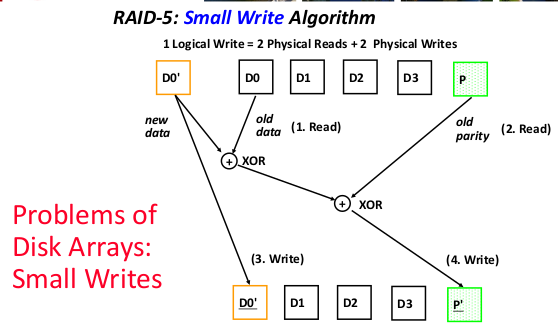 RAID-5: Small Write Algorithm
1 Logical Write = 2 Physical Reads + 2 Physical Writes
D0' D0 D1 D2 D3 P
new data
old data
(1. Read)
old parity
(2. Read)
+ XOR
+ XOR
Problems of
Disk Arrays:
Small Writes
(3. Write)
(4. Write)
D0' D1 D2 D3 P'